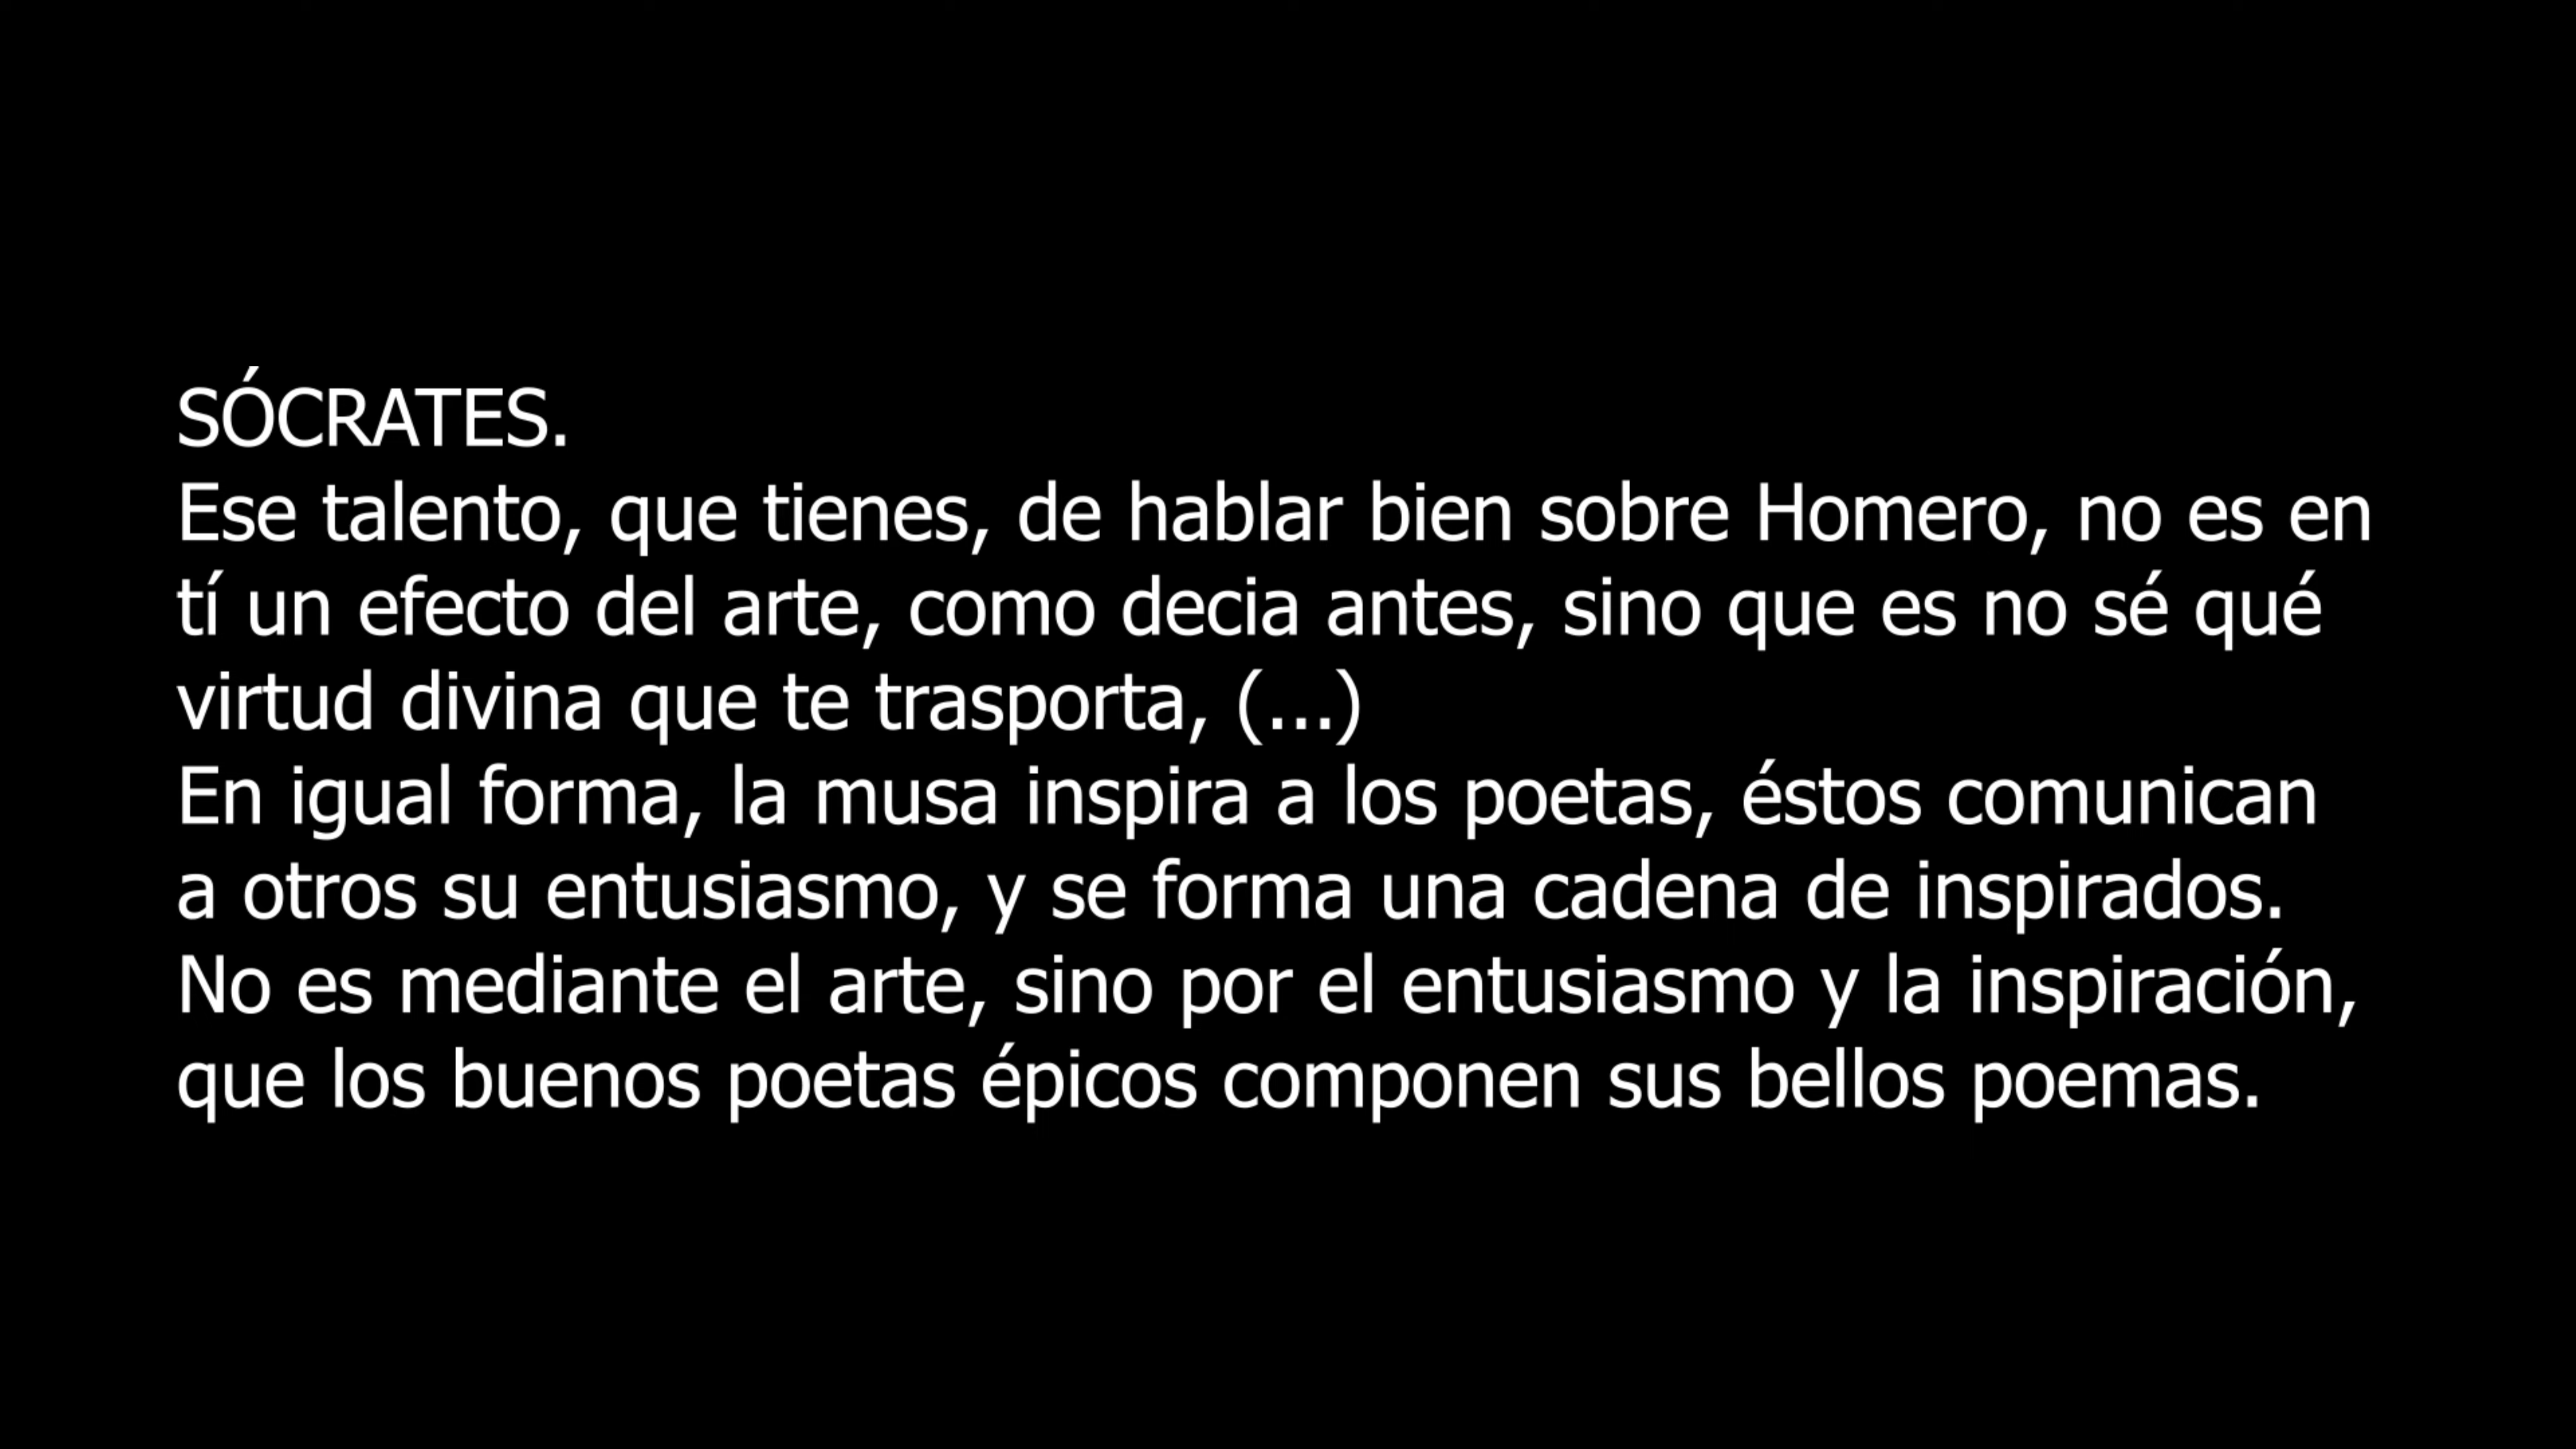 SÓCRATES.
Ese talento, que tienes, de hablar bien sobre Homero, no es en
tí un efecto del arte, como decia antes, sino que es no sé qué
virtud divina que te trasporta, (...)
En igual forma, la musa inspira a los poetas, éstos comunican
a otros su entusiasmo, y se forma una cadena de inspirados.
No es mediante el arte, sino por el entusiasmo y la inspiración,
que los buenos poetas épicos componen sus bellos poemas.